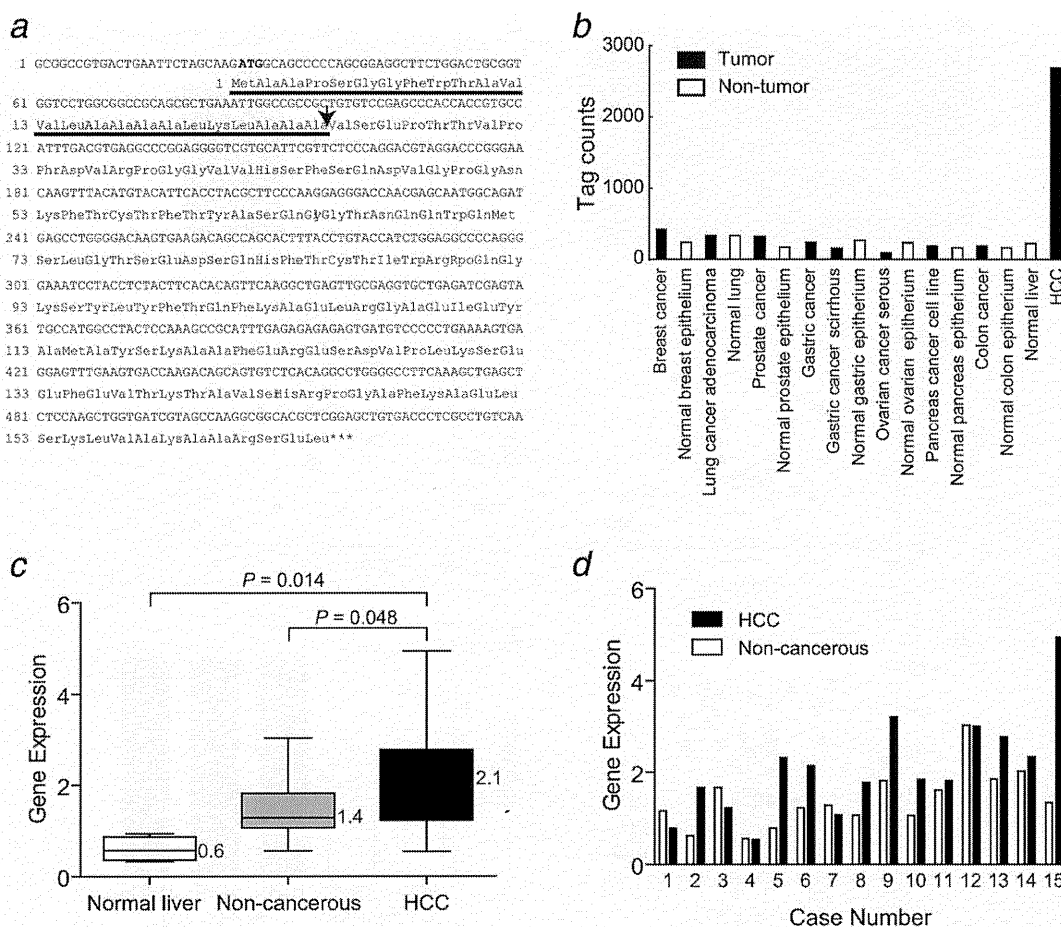 a
1 GCGGCCGTGACTGAATTCTAGCAAGATGGCAGCCCCCAGCGGAGGCTTCTGGACTGCGGT
1 MetAlaAlaProSerGlyGlyPheTrpThrAlaVal
61 GGTCCTGGCGGCCGCAGCGCTGAAATTGGCCGCCGCTGTGTCCGAGCCCACCACCGTGCC
13 ValLeuAlaAlaAlaAlaLeuLysLeuAlaAlaAlaValSerGluProThrThrValPro
121 ATTTGACGTGAGGCCCGGAGGGGTCGTGCATTCGTTCTCCCAGGACGTAGGACCCGGGAA
33 PhrAspValArgProGlyGlyValValHisSerPheSerGlnAspValGlyProGlyAsn
181 CAAGTTTACATGTACATTCACCTACGCTTCCCAAGGAGGGACCAACGAGCAATGGCAGAT
53 LysPheThrCysThrPheThrTyrAlaSerGlnGlyGlyThrAsnGlnGlnTrpGlnMet
241 GAGCCTGGGGACAAGTGAAGACAGCCAGCACTTTACCTGTACCATCTGGAGGCCCCAGGG
73 SerLeuGlyThrSerGluAspSerGlnHisPheThrCysThrIleTrpArgRpoGlnGly
301 GAAATCCTACCTCTACTTCACACAGTTCAAGGCTGAGTTGCGAGGTGCTGAGATCGAGTA
93 LysSerTyrLeuTyrPheThrGlnPheLysAlaGluLeuArgGlyAlaGluIleGluTyr
361 TGCCATGGCCTACTCCAAAGCCGCATTTGAGAGAGAGAGTGATGTCCCCCTGAAAAGTGA
113 AlaMetAlaTyrSerLysAlaAlaPheGluArgGluSerAspValProLeuLysSerGlu
421 GGAGTTTGAAGTGACCAAGACAGCAGTGTCTCACAGGCCTGGGGCCTTCAAAGCTGAGCT
133 GluPheGluValThrLysThrAlaValSerHisArgProGlyAlaPheLysAlaGluLeu
481 CTCCAAGCTGGTGATCGTAGCCAAGGCGGCACGCTCGGAGCTGTGACCCTCGCCTGTCAA
153 SerLysLeuValAlaLysAlaAlaArgSerGluLeu***
b
3000
2000
1000
0
Tag counts
Tumor
Non-tumor
Breast cancer
Normal breast epithelium
Lung cancer adenocarcinoma
Normal lung
Prostate cancer
Normal prostate epithelium
Gastric cancer
Gastric cancer scirrhous
Normal gastric epitherium
Ovarian cancer serous
Normal ovarian epitherium
Pancreas cancer cell line
Normal pancreas epitherium
Colon cancer
Normal colon epitherium
Normal liver
HCC
c
P = 0.014
P = 0.048
6
4
2
0
Gene Expression
0.6
1.4
2.1
Normal liver Non-cancerous HCC
d
6
4
2
0
Gene Expression
HCC
Non-cancerous
1 2 3 4 5 6 7 8 9 10 11 12 13 14 15
Case Number